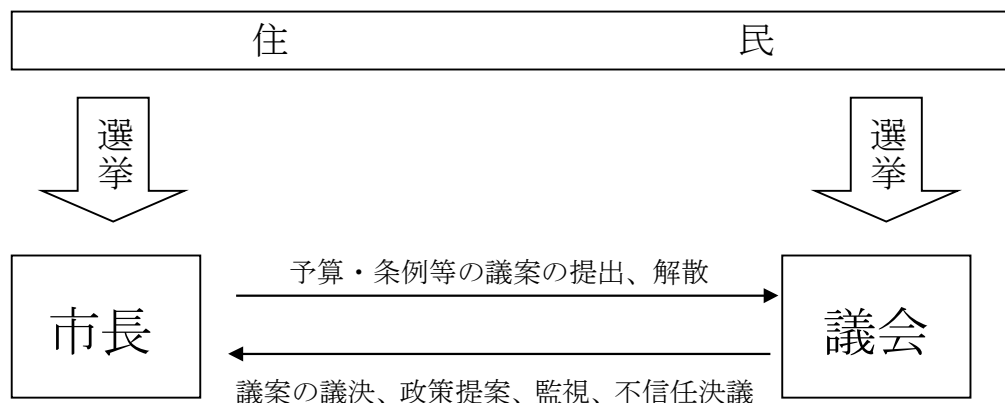 住民
選挙
選挙
予算・条例等の議案の提出、解散
市長
議会
議案の議決、政策提案、監視、不信任決議